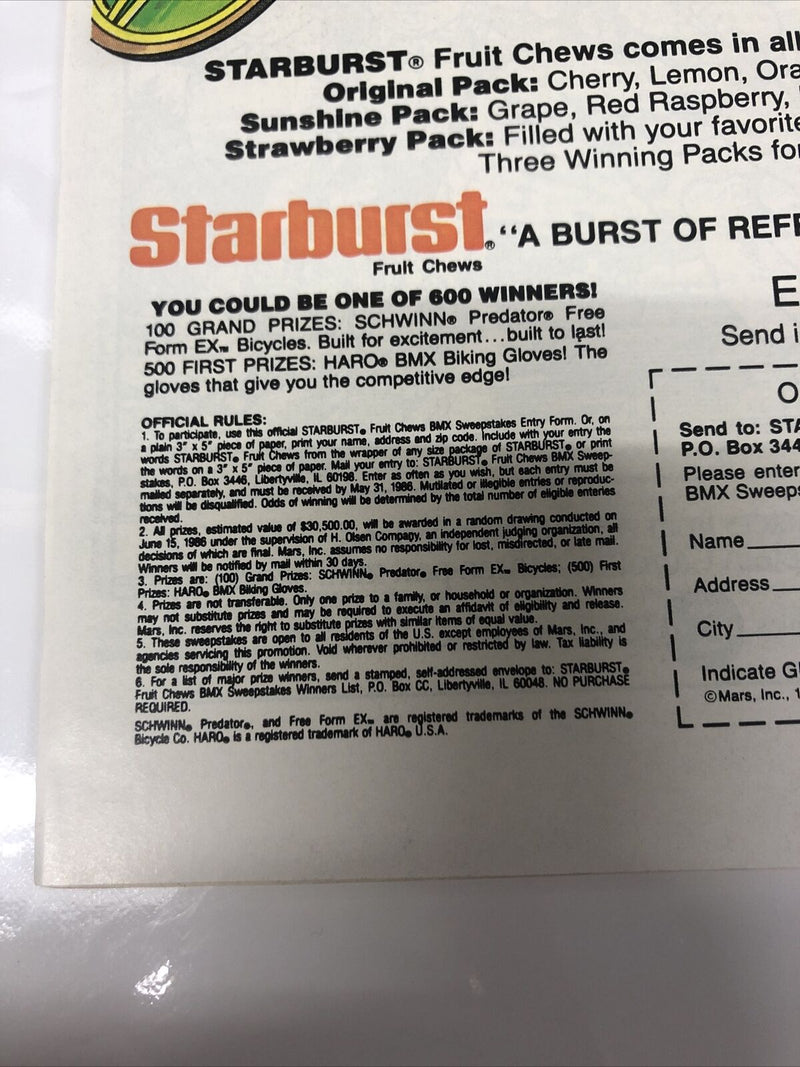 STARBURST® Fruit Chews comes in all
Original Pack: Cherry, Lemon, Ora
Sunshine Pack: Grape, Red Raspberry,
Strawberry Pack: Filled with your favorite
Three Winning Packs for
Starburst® "A BURST OF REF
Fruit Chews
YOU COULD BE ONE OF 600 WINNERS!
100 GRAND PRIZES: SCHWINN® Predator® Free
Form EX™ Bicycles. Built for excitement...built to last!
500 FIRST PRIZES: HARO® BMX Biking Gloves! The
gloves that give you the competitive edge!
OFFICIAL RULES:
1. To participate, use this official STARBURST® Fruit Chews BMX Sweepstakes Entry Form. Or, on
a plain 3" x 5" piece of paper, print your name, address and zip code. Include with your entry the
words STARBURST® Fruit Chews from the wrapper of any size package of STARBURST® or print
the words on a 3" x 5" piece of paper. Mail your entry to: STARBURST® Fruit Chews BMX Sweep-
stakes, P.O. Box 3446, Libertyville, IL 60198. Enter as often as you wish, but each entry must be
mailed separately, and must be received by May 31, 1986. Mutilated or illegible entries or reproduc-
tions will be disqualified. Odds of winning will be determined by the total number of eligible enteries
received.
2. All prizes, estimated value of $30,500.00, will be awarded in a random drawing conducted on
June 15, 1986 under the supervision of H. Olsen Company, an independent judging organization, all
decisions of which are final. Mars, Inc. assumes no responsibility for lost, misdirected, or late mail.
Winners will be notified by mail within 30 days.
3. Prizes are: (100) Grand Prizes: SCHWINN® Predator® Free Form EX™ Bicycles; (500) First
Prizes: HARO® BMX Biking Gloves.
4. Prizes are not transferable. Only one prize to a family, or household or organization. Winners
may not substitute prizes and may be required to execute an affidavit of eligibility and release.
Mars, Inc. reserves the right to substitute prizes with similar items of equal value.
5. These sweepstakes are open to all residents of the U.S. except employees of Mars, Inc., and
agencies servicing this promotion. Void wherever prohibited or restricted by law. Tax liability is
the sole responsibility of the winners.
6. For a list of major prize winners, send a stamped, self-addressed envelope to: STARBURST®
Fruit Chews BMX Sweepstakes Winners List, P.O. Box CC, Libertyville, IL 60048. NO PURCHASE
REQUIRED.
SCHWINN® Predator®, and Free Form EX™ are registered trademarks of the SCHWINN®
Bicycle Co. HARO® is a registered trademark of HARO® U.S.A.
E
Send i
O
Send to: STA
P.O. Box 344
Please enter
BMX Sweeps
Name
Address
City
Indicate G
©Mars, Inc., 1